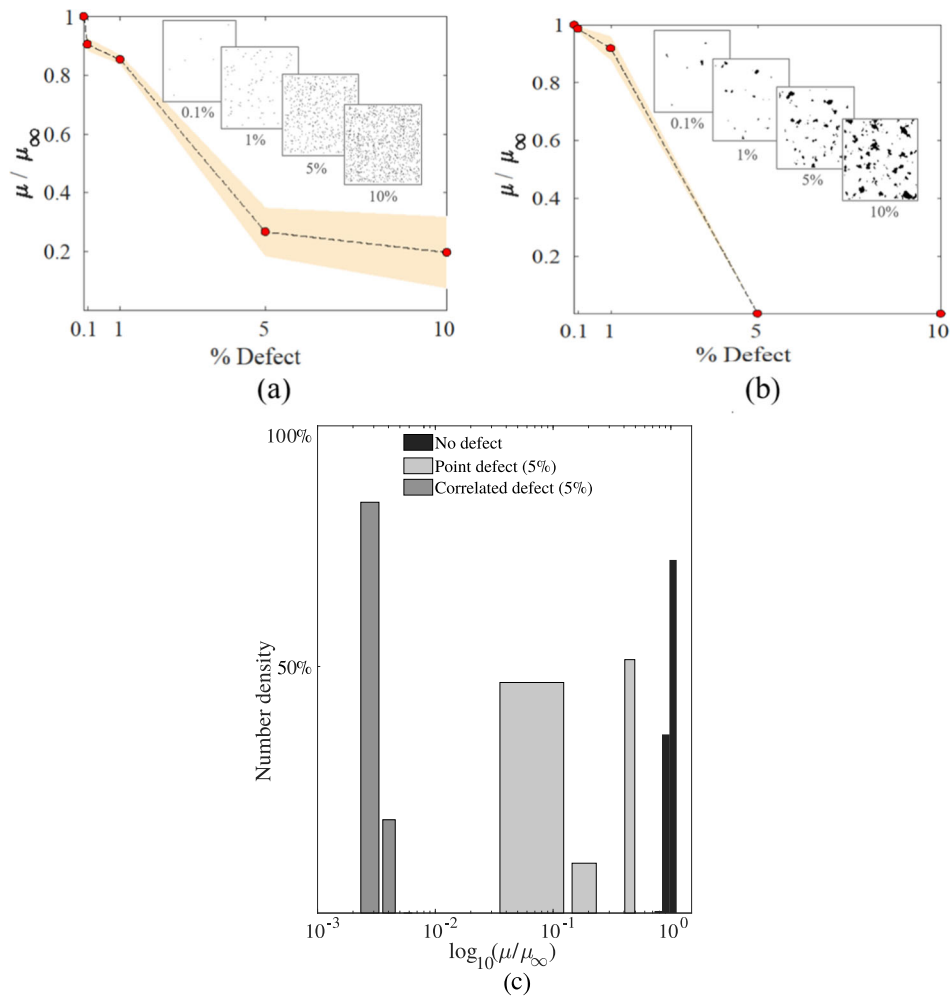 1
0.8
0.6
0.4
0.2
μ / μ∞
0.1 1 5 10
% Defect
0.1%
1%
5%
10%
(a)
1
0.8
0.6
0.4
0.2
μ / μ∞
0.1 1 5 10
% Defect
0.1%
1%
5%
10%
(b)
100%
50%
Number density
No defect
Point defect (5%)
Correlated defect (5%)
10⁻³ 10⁻² 10⁻¹ 10⁰
log₁₀(μ/μ∞)
(c)